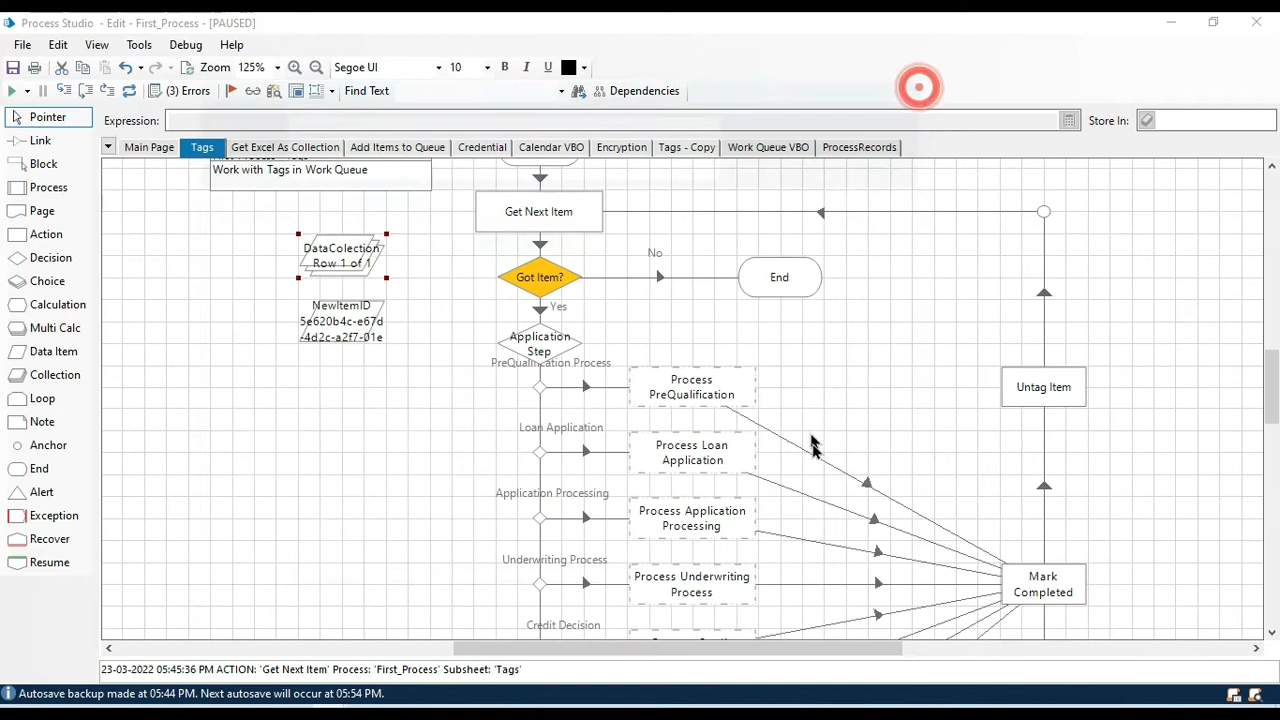 Process Studio - Edit - First_Process - [PAUSED]
File Edit View Tools Debug Help
Zoom 125% Segoe UI 10 B I U
(3) Errors Find Text Dependencies
Pointer
Link
Block
Process
Page
Action
Decision
Choice
Calculation
Multi Calc
Data Item
Collection
Loop
Note
Anchor
End
Alert
Exception
Recover
Resume
Expression: Store In:
Main Page Tags Get Excel As Collection Add Items to Queue Credential Calendar VBO Encrypton Tags - Copy Work Queue VBO ProcessRecords
Work with Tags in Work Queue
Get Next Item
DataColection
Row 1 of 1
Got Item?
No
End
Yes
NewItemID
5e620b4c-e67d
-4d2c-a2f7-01e
Application
Step
PreQualification Process
Process
PreQualification
Untag Item
Loan Application
Process Loan
Application
Application Processing
Process Application
Processing
Underwriting Process
Process Underwriting
Process
Mark
Completed
Credit Decision
23-03-2022 05:45:36 PM ACTION: 'Get Next Item' Process: 'First_Process' Subsheet: 'Tags'
Autosave backup made at 05:44 PM. Next autosave will occur at 05:54 PM.